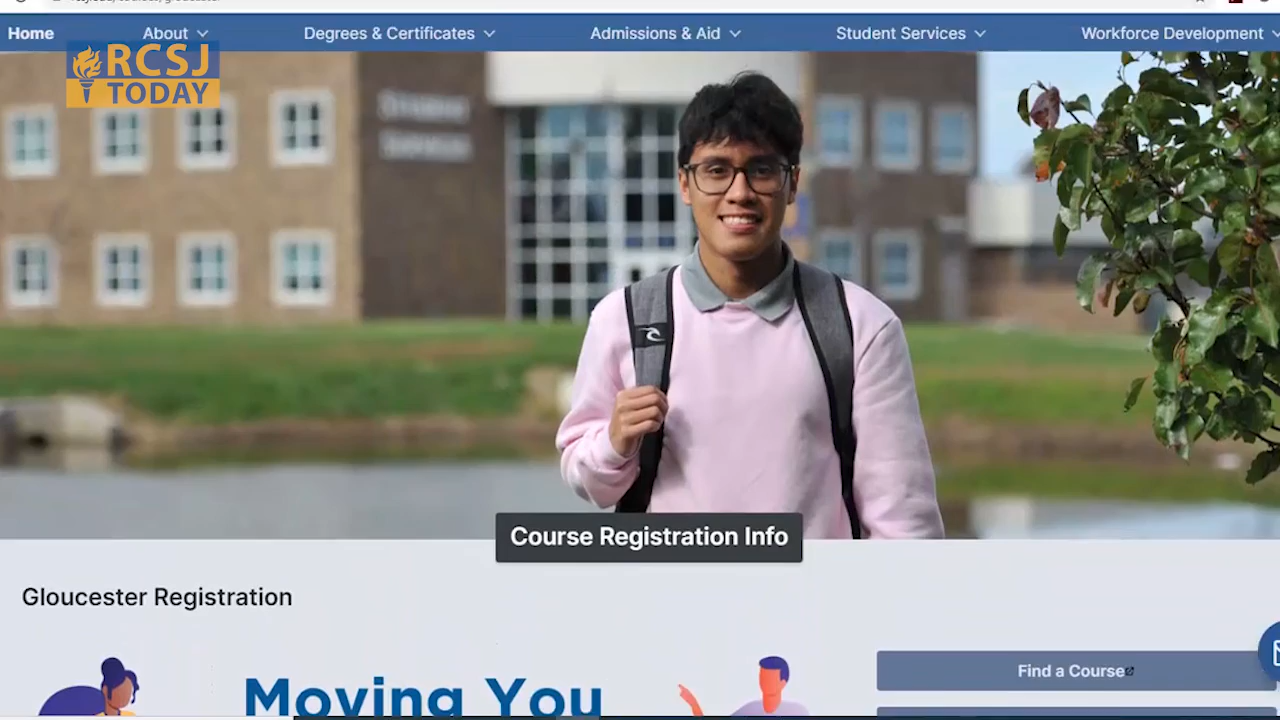 Home About Degrees & Certificates Admissions & Aid Student Services Workforce Development
RCSJ
TODAY
Course Registration Info
Gloucester Registration
Moving You
Find a Course